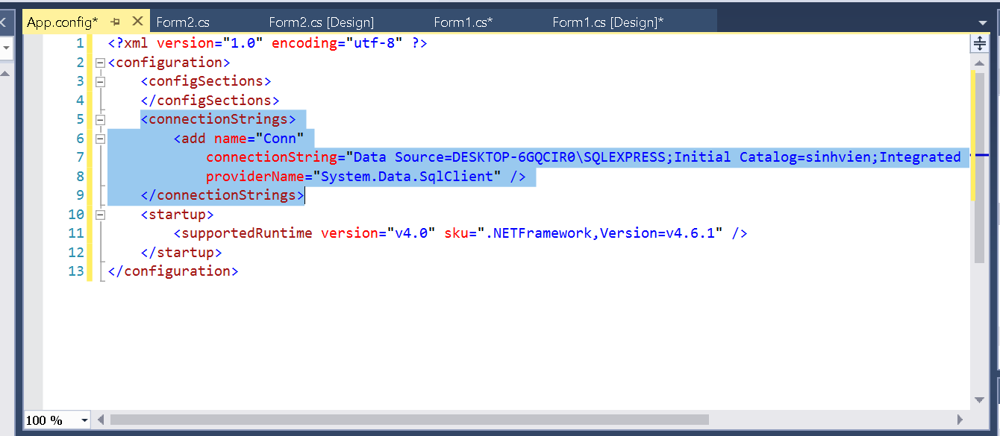 App.config* Form2.cs Form2.cs [Design] Form1.cs* Form1.cs [Design]*
1 <?xml version="1.0" encoding="utf-8" ?>
2 <configuration>
3 <configSections>
4 </configSections>
5 <connectionStrings>
6 <add name="Conn"
7 connectionString="Data Source=DESKTOP-6GQCIR0\SQLEXPRESS;Initial Catalog=sinhvien;Integrated
8 providerName="System.Data.SqlClient" />
9 </connectionStrings>
10 <startup>
11 <supportedRuntime version="v4.0" sku=".NETFramework,Version=v4.6.1" />
12 </startup>
13 </configuration>
100 %